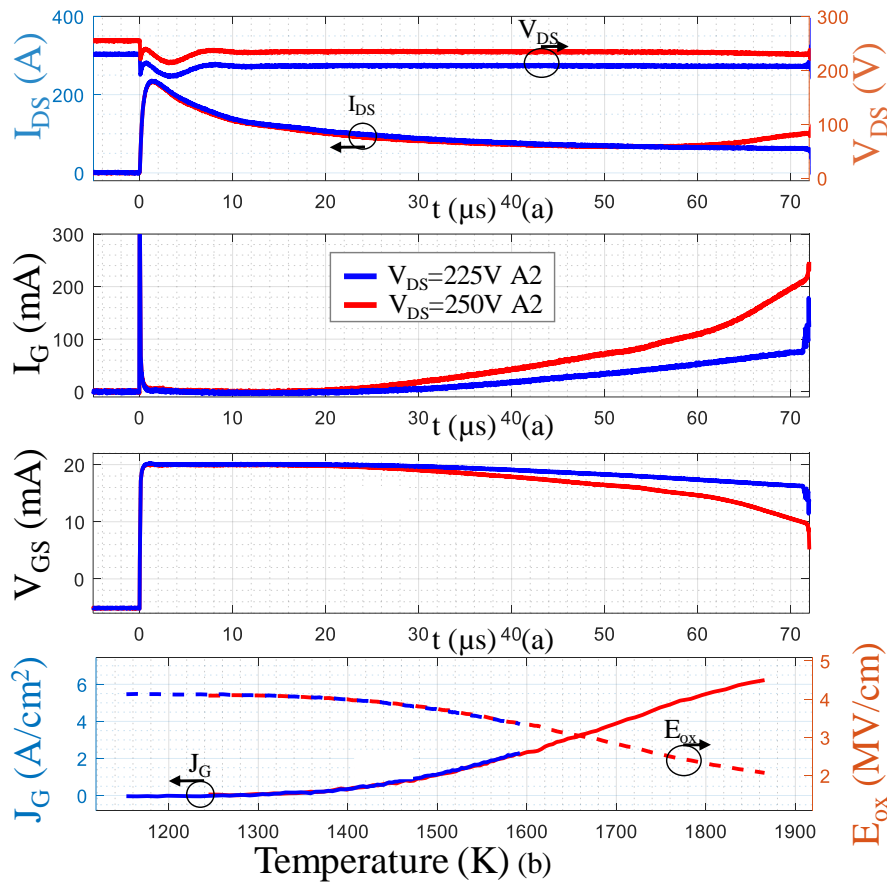 400
200
0
I_DS (A)
V_DS
I_DS
300
200
100
0
V_DS (V)
0 10 20 30 40 50 60 70
t (µs) (a)
300
200
100
0
I_G (mA)
V_DS=225V A2
V_DS=250V A2
0 10 20 30 40 50 60 70
t (µs) (a)
20
10
0
V_GS (mA)
0 10 20 30 40 50 60 70
t (µs) (a)
6
4
2
0
J_G (A/cm²)
J_G
E_ox
5
4
3
2
E_ox (MV/cm)
1200 1300 1400 1500 1600 1700 1800 1900
Temperature (K) (b)